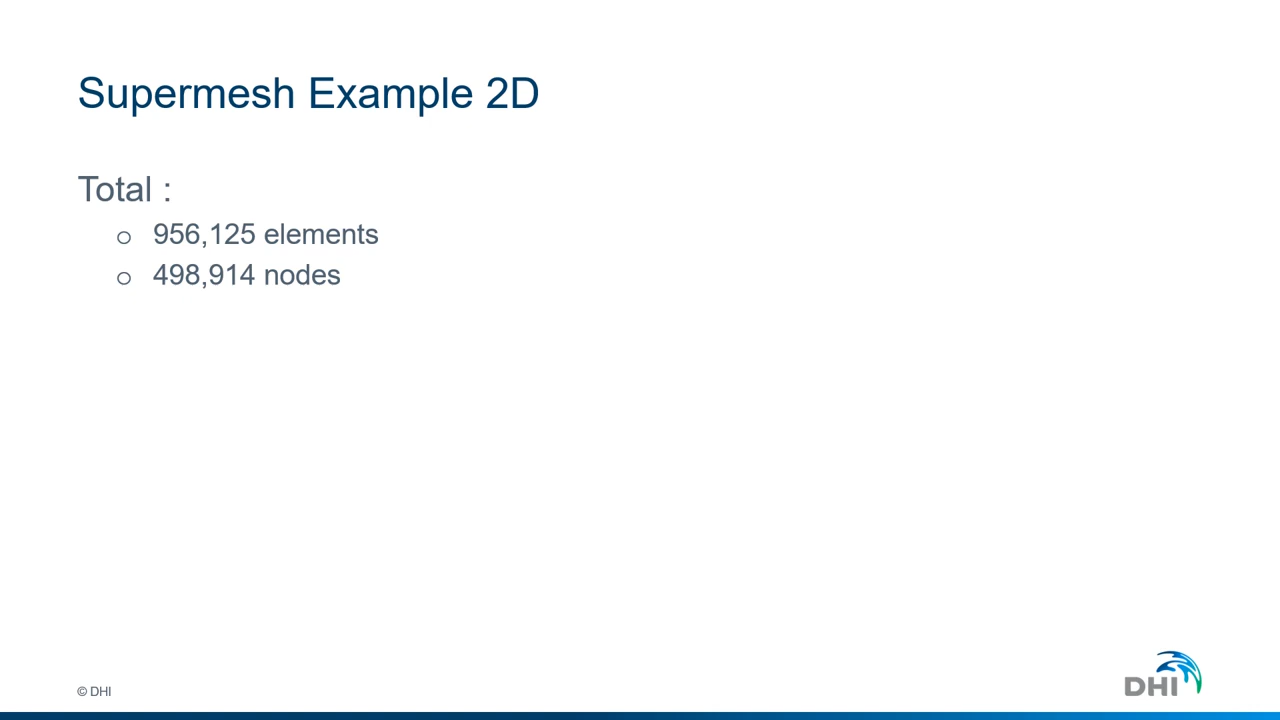 Supermesh Example 2D
Total :
o 956,125 elements
o 498,914 nodes
© DHI
DHI